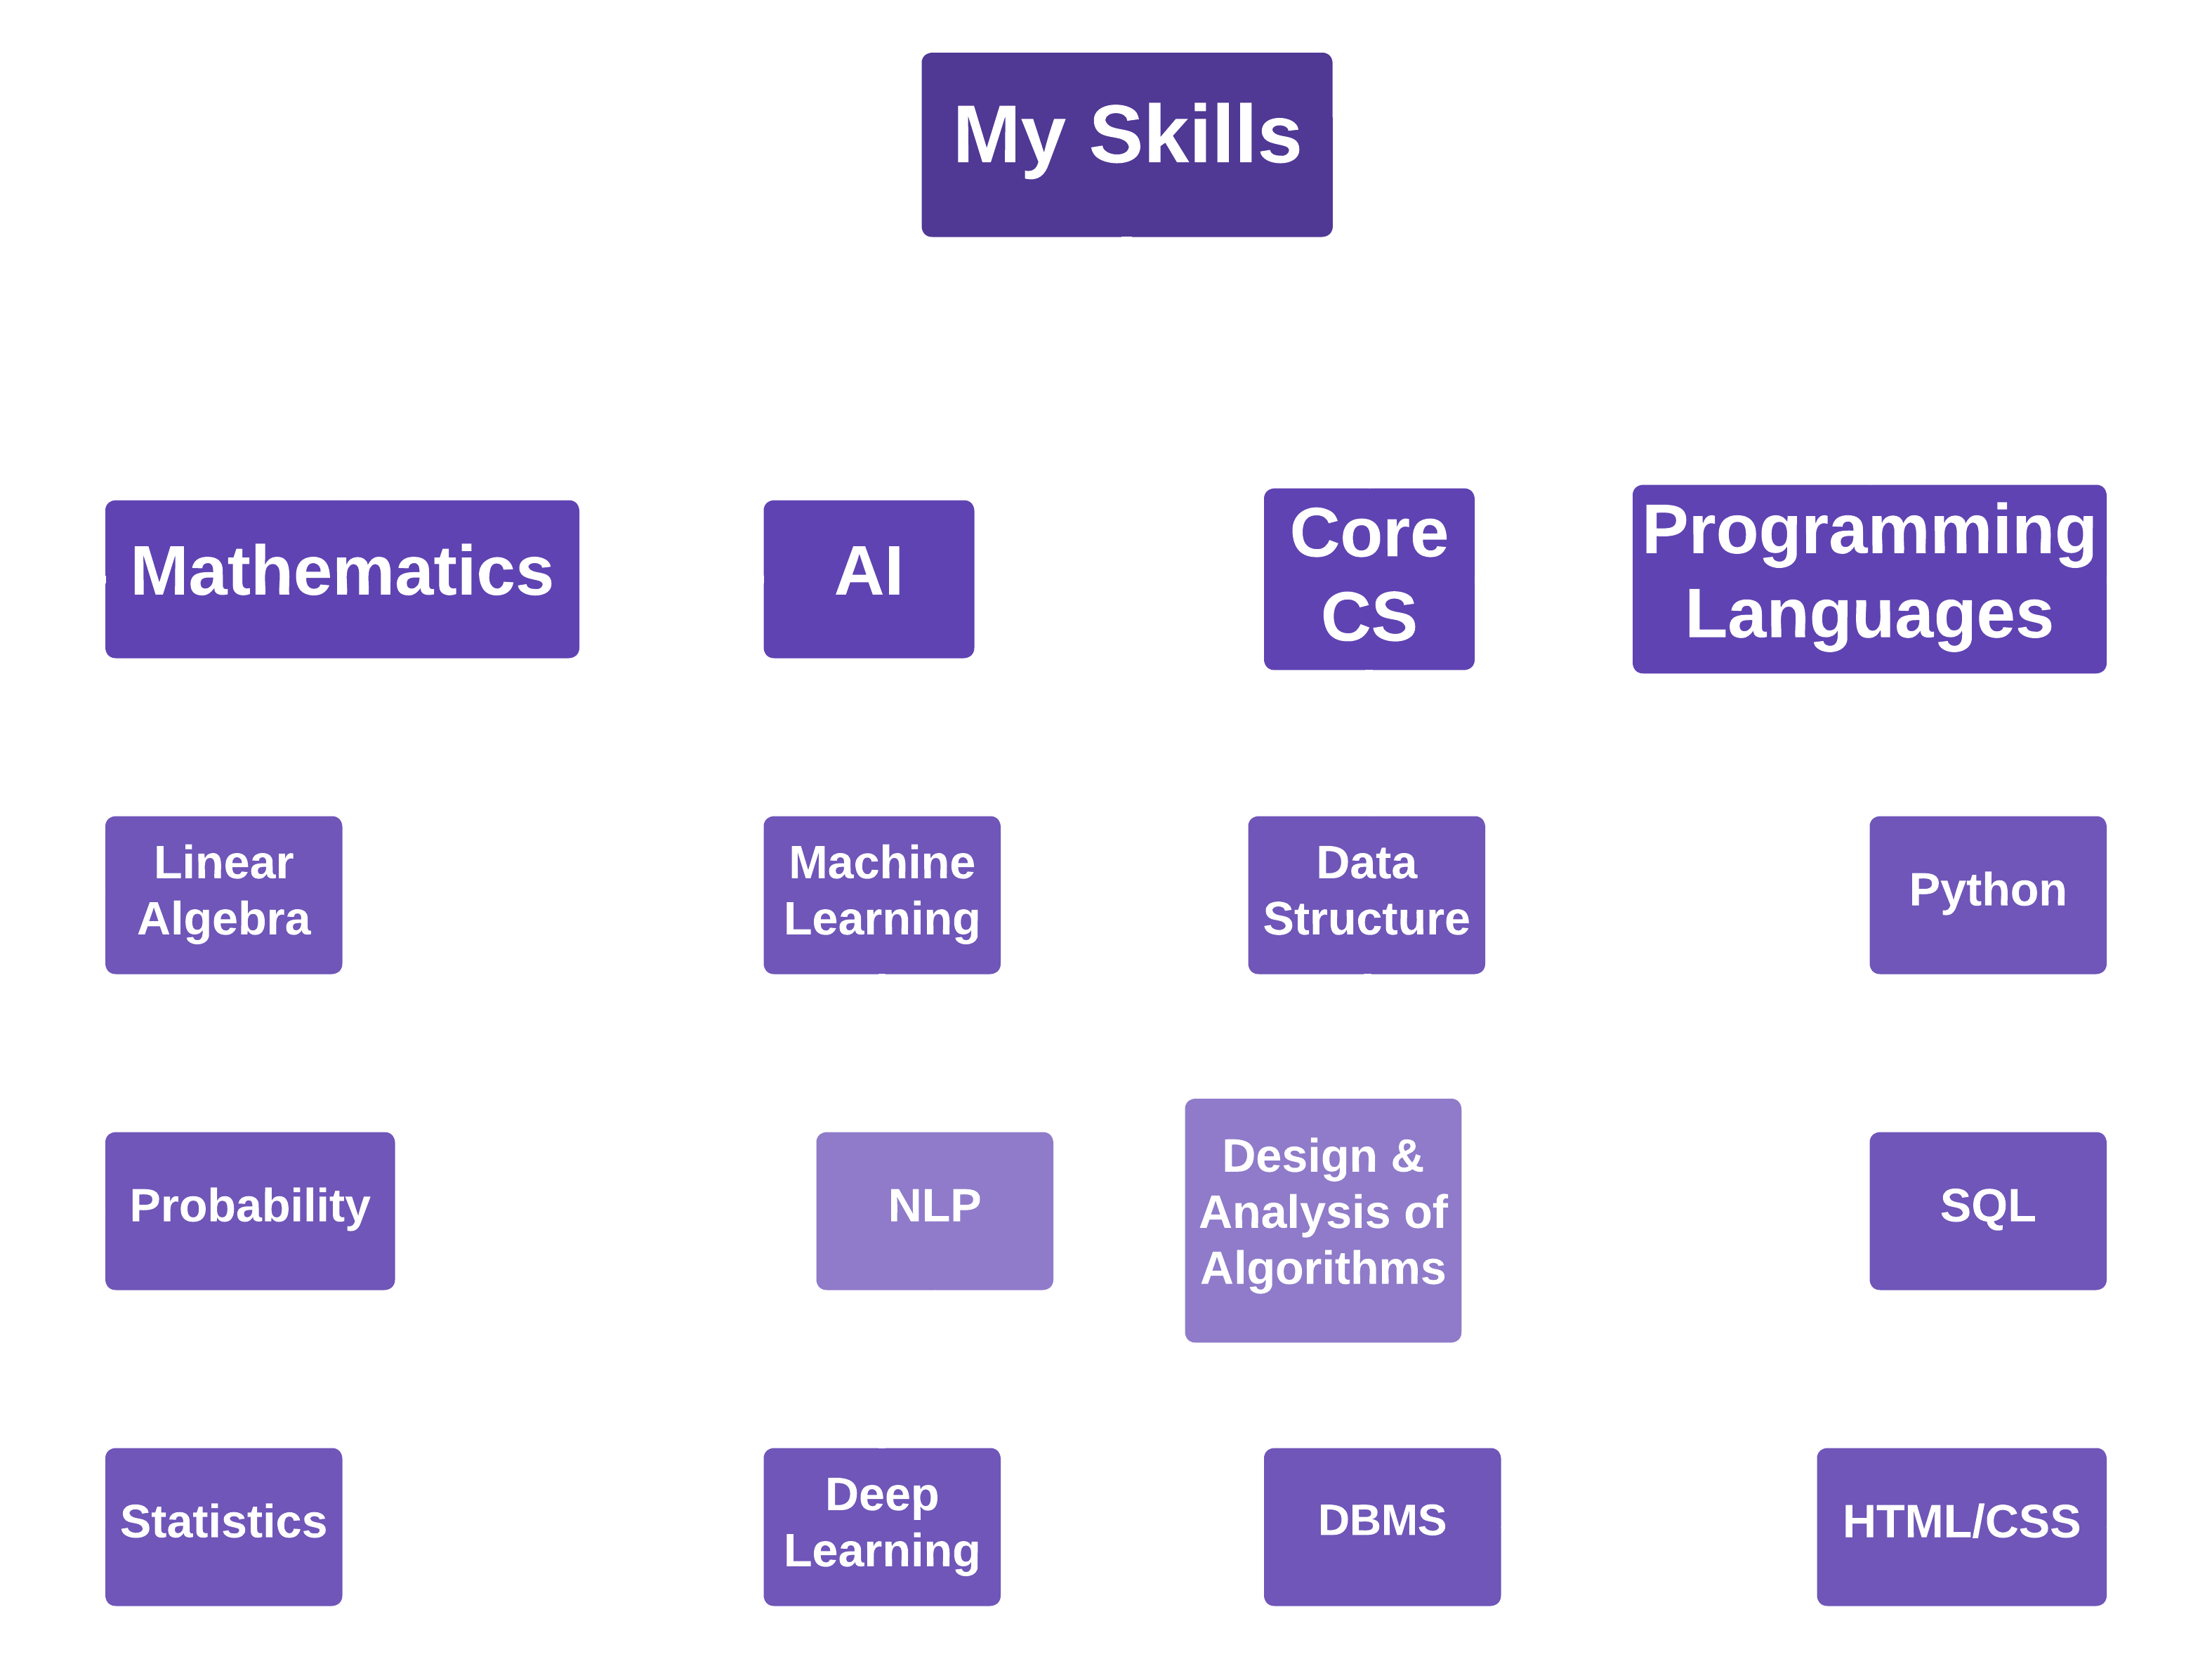 My Skills
Mathematics
AI
Core
CS
Programming
Languages
Linear
Algebra
Machine
Learning
Data
Structure
Python
Probability
NLP
Design &
Analysis of
Algorithms
SQL
Statistics
Deep
Learning
DBMS
HTML/CSS